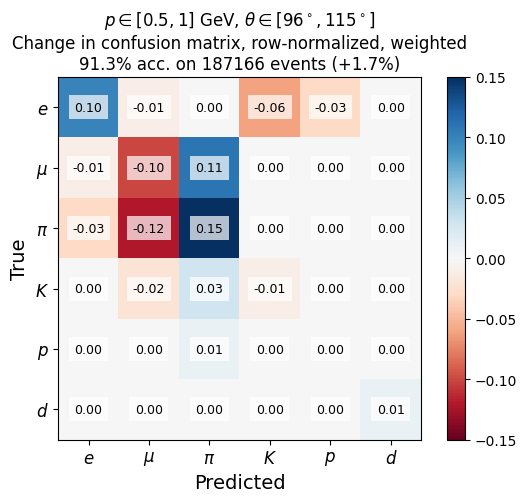 p ∈ [0.5, 1] GeV, θ ∈ [96°, 115°]
Change in confusion matrix, row-normalized, weighted
91.3% acc. on 187166 events (+1.7%)
e 0.10 -0.01 0.00 -0.06 -0.03 0.00
μ -0.01 -0.10 0.11 0.00 0.00 0.00
π -0.03 -0.12 0.15 0.00 0.00 0.00
K 0.00 -0.02 0.03 -0.01 0.00 0.00
p 0.00 0.00 0.01 0.00 0.00 0.00
d 0.00 0.00 0.00 0.00 0.00 0.01
e μ π K p d
Predicted
True
0.15
0.10
0.05
0.00
−0.05
−0.10
−0.15